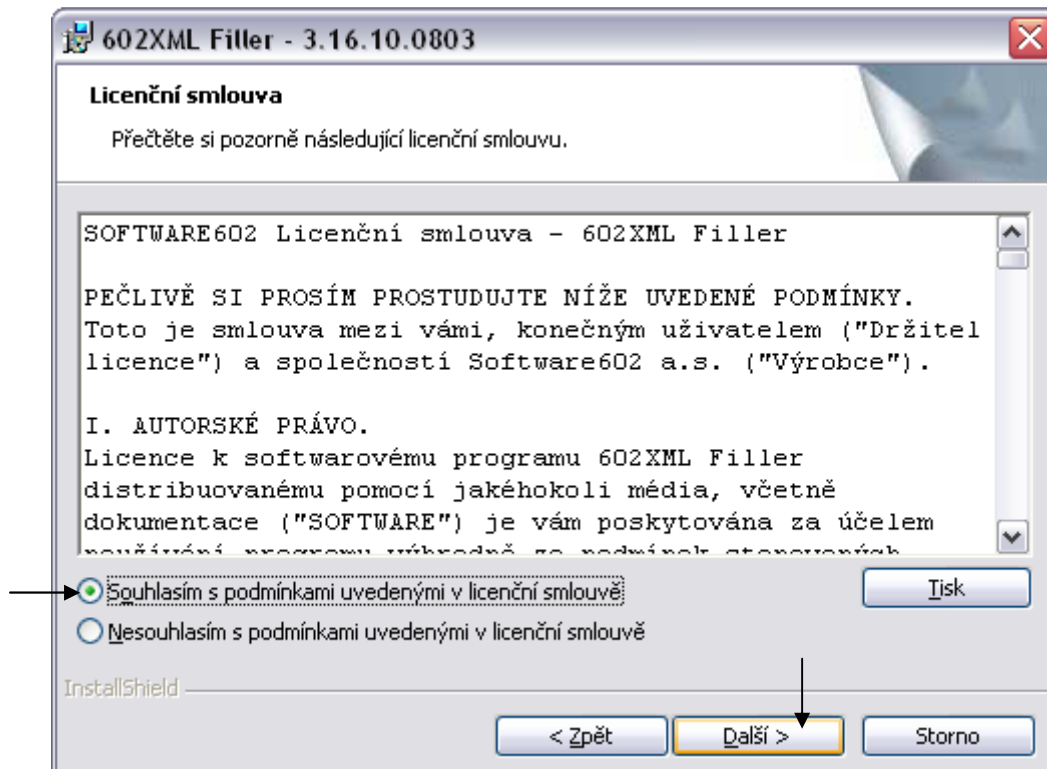 602XML Filler - 3.16.10.0803
Licenční smlouva
Přečtěte si pozorně následující licenční smlouvu.
SOFTWARE602 Licenční smlouva - 602XML Filler
PEČLIVĚ SI PROSÍM PROSTUDUJTE NÍŽE UVEDENÉ PODMÍNKY.
Toto je smlouva mezi vámi, konečným uživatelem ("Držitel
licence") a společností Software602 a.s. ("Výrobce").
I. AUTORSKÉ PRÁVO.
Licence k softwarovému programu 602XML Filler
distribuovanému pomocí jakéhokoli média, včetně
dokumentace ("SOFTWARE") je vám poskytována za účelem
Souhlasím s podmínkami uvedenými v licenční smlouvě
Tisk
Nesouhlasím s podmínkami uvedenými v licenční smlouvě
InstallShield
< Zpět
Další >
Storno